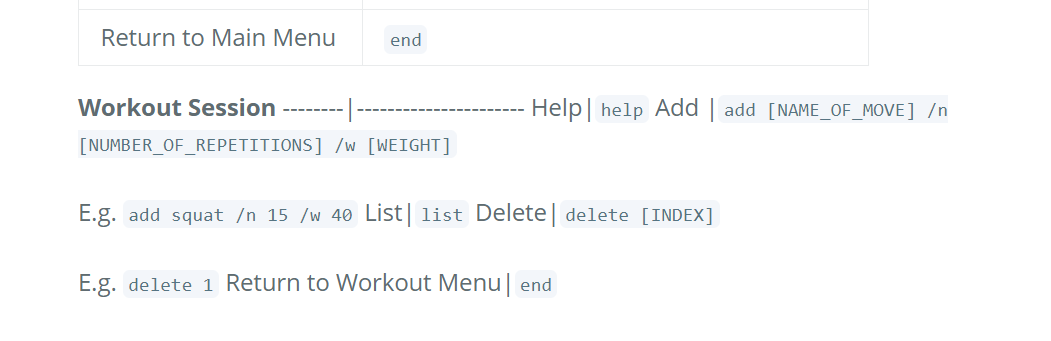 Return to Main Menu end
Workout Session --------|---------------------- Help|help Add |add [NAME_OF_MOVE] /n
[NUMBER_OF_REPETITIONS] /w [WEIGHT]
E.g. add squat /n 15 /w 40 List|list Delete|delete [INDEX]
E.g. delete 1 Return to Workout Menu|end